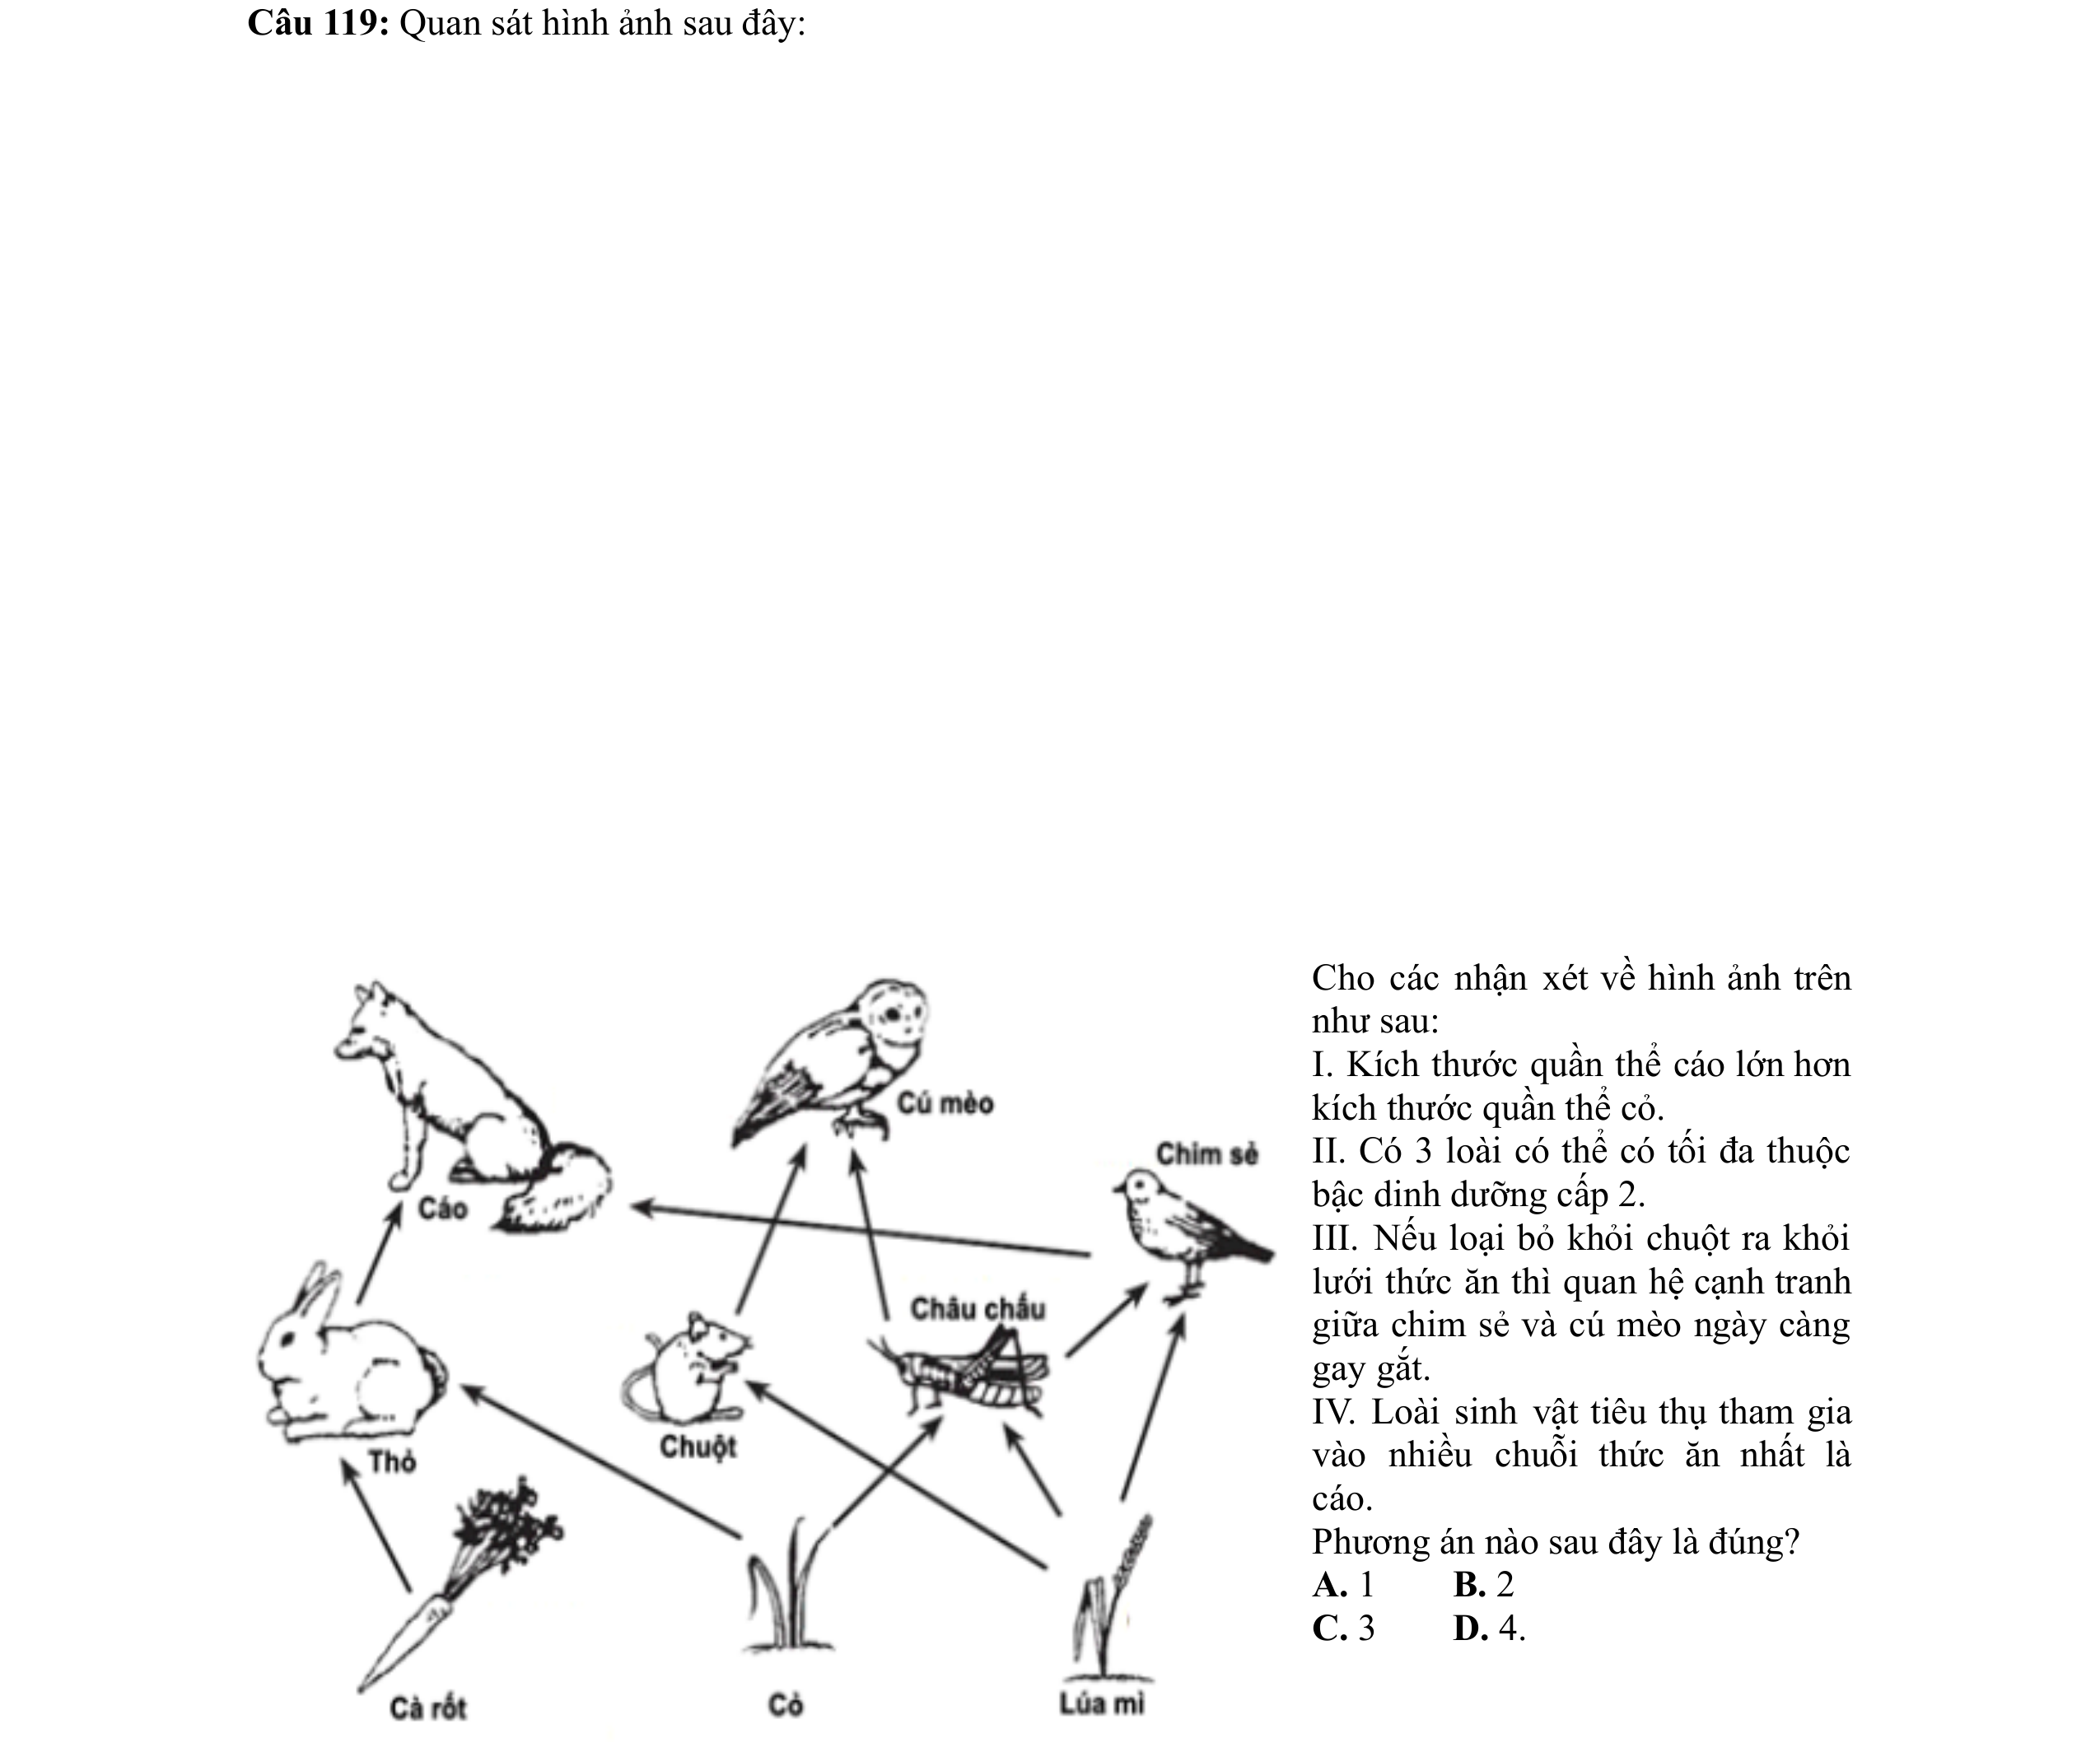 Câu 119: Quan sát hình ảnh sau đây:
Cho các nhận xét về hình ảnh trên
như sau:
I. Kích thước quần thể cáo lớn hơn
kích thước quần thể cỏ.
II. Có 3 loài có thể có tối đa thuộc
bậc dinh dưỡng cấp 2.
III. Nếu loại bỏ khỏi chuột ra khỏi
lưới thức ăn thì quan hệ cạnh tranh
giữa chim sẻ và cú mèo ngày càng
gay gắt.
IV. Loài sinh vật tiêu thụ tham gia
vào nhiều chuỗi thức ăn nhất là
cáo.
Phương án nào sau đây là đúng?
A. 1 B. 2
C. 3 D. 4.
Cú mèo
Chim sẻ
Cáo
Châu chấu
Chuột
Thỏ
Cà rốt
Cỏ
Lúa mì